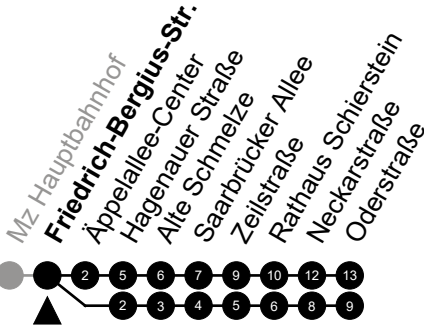 Mz Hauptbahnhof
Friedrich-Bergius-Str.
Äppelallee-Center
Hagenauer Straße
Alte Schmelze
Saarbrücker Allee
Zeilstraße
Rathaus Schierstein
Neckarstraße
Oderstraße
2 5 6 7 9 10 12 13
2 3 4 5 6 8 9